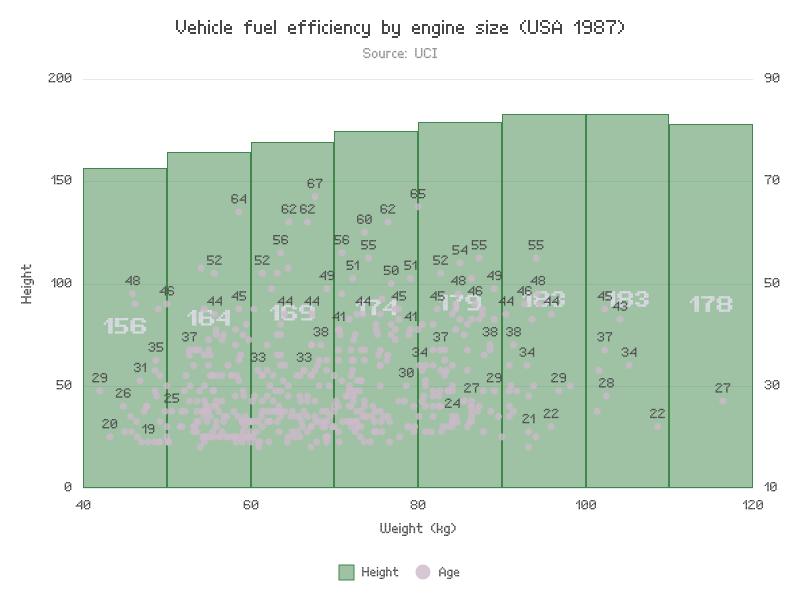 Vehicle fuel efficiency by engine size (USA 1987)
Source: UCI
200 90
67
64 65
62 62 62
60
56 56 55
52 52 52 54 55 55
150 70
51 50 51
48 46 49 48 49 48
44 45 44 44 44 45 45 46 44 46 44 45 43
100 50
156 164 169 174 179 183 183 178
41 41
37 38 37 38 38 37
35 33 33 34 34 34
31 30
29 29 29 28
26 25 27 27
50 30
24
20 19 21 22 22
0 10
40 60 80 100 120
Height
Weight (kg)
Height Age